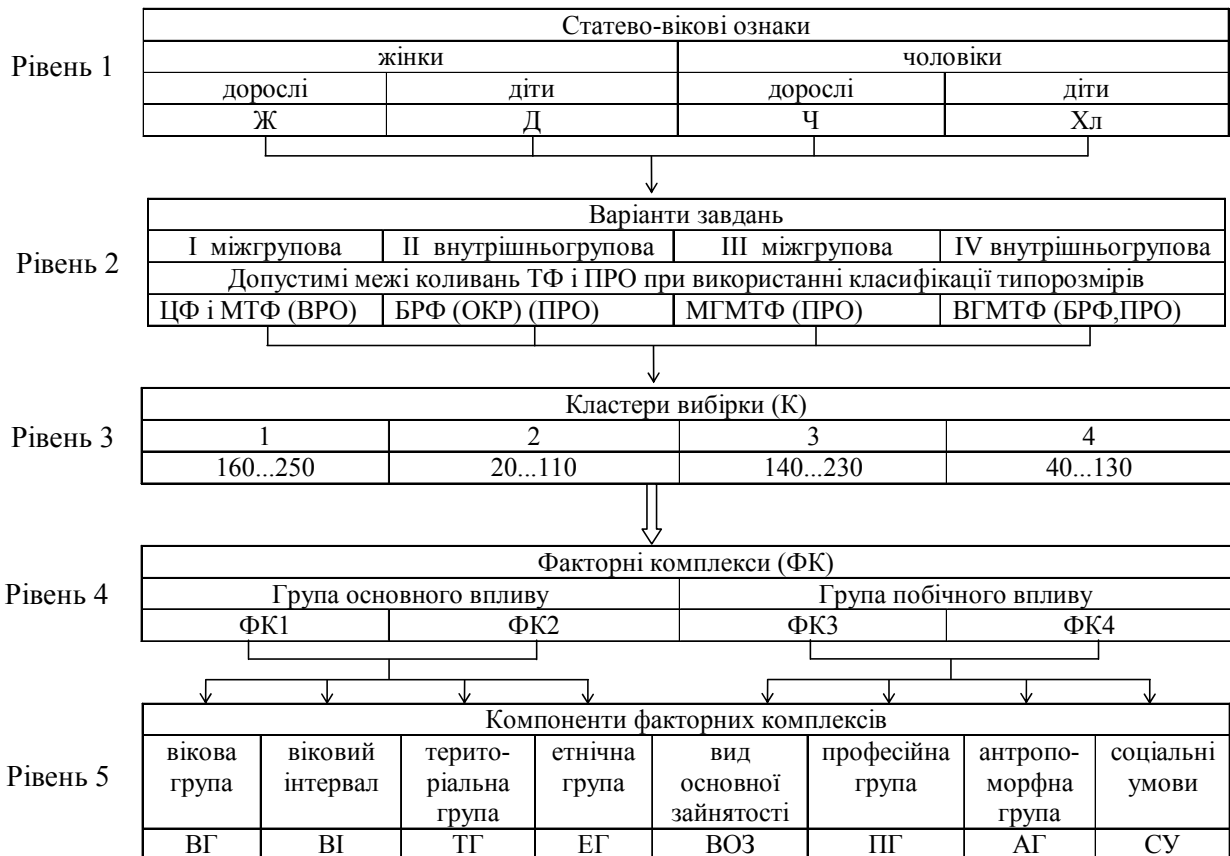 Статево-вікові ознаки
Рівень 1
жінки чоловіки
дорослі діти дорослі діти
Ж Д Ч Хл
Варіанти завдань
I міжгрупова II внутрішньогрупова III міжгрупова IV внутрішньогрупова
Рівень 2
Допустимі межі коливань ТФ і ПРО при використанні класифікації типорозмірів
ЦФ і МТФ (ВРО) БРФ (ОКР) (ПРО) МГМТФ (ПРО) ВГМТФ (БРФ,ПРО)
Кластери вибірки (К)
Рівень 3
1 2 3 4
160...250 20...110 140...230 40...130
Факторні комплекси (ФК)
Рівень 4
Група основного впливу Група побічного впливу
ФК1 ФК2 ФК3 ФК4
Компоненти факторних комплексів
Рівень 5
вікова віковий терито- етнічна вид професійна антропо- соціальні
група інтервал ріальна група основної група морфна умови
група зайнятості група
ВГ ВІ ТГ ЕГ ВОЗ ПГ АГ СУ